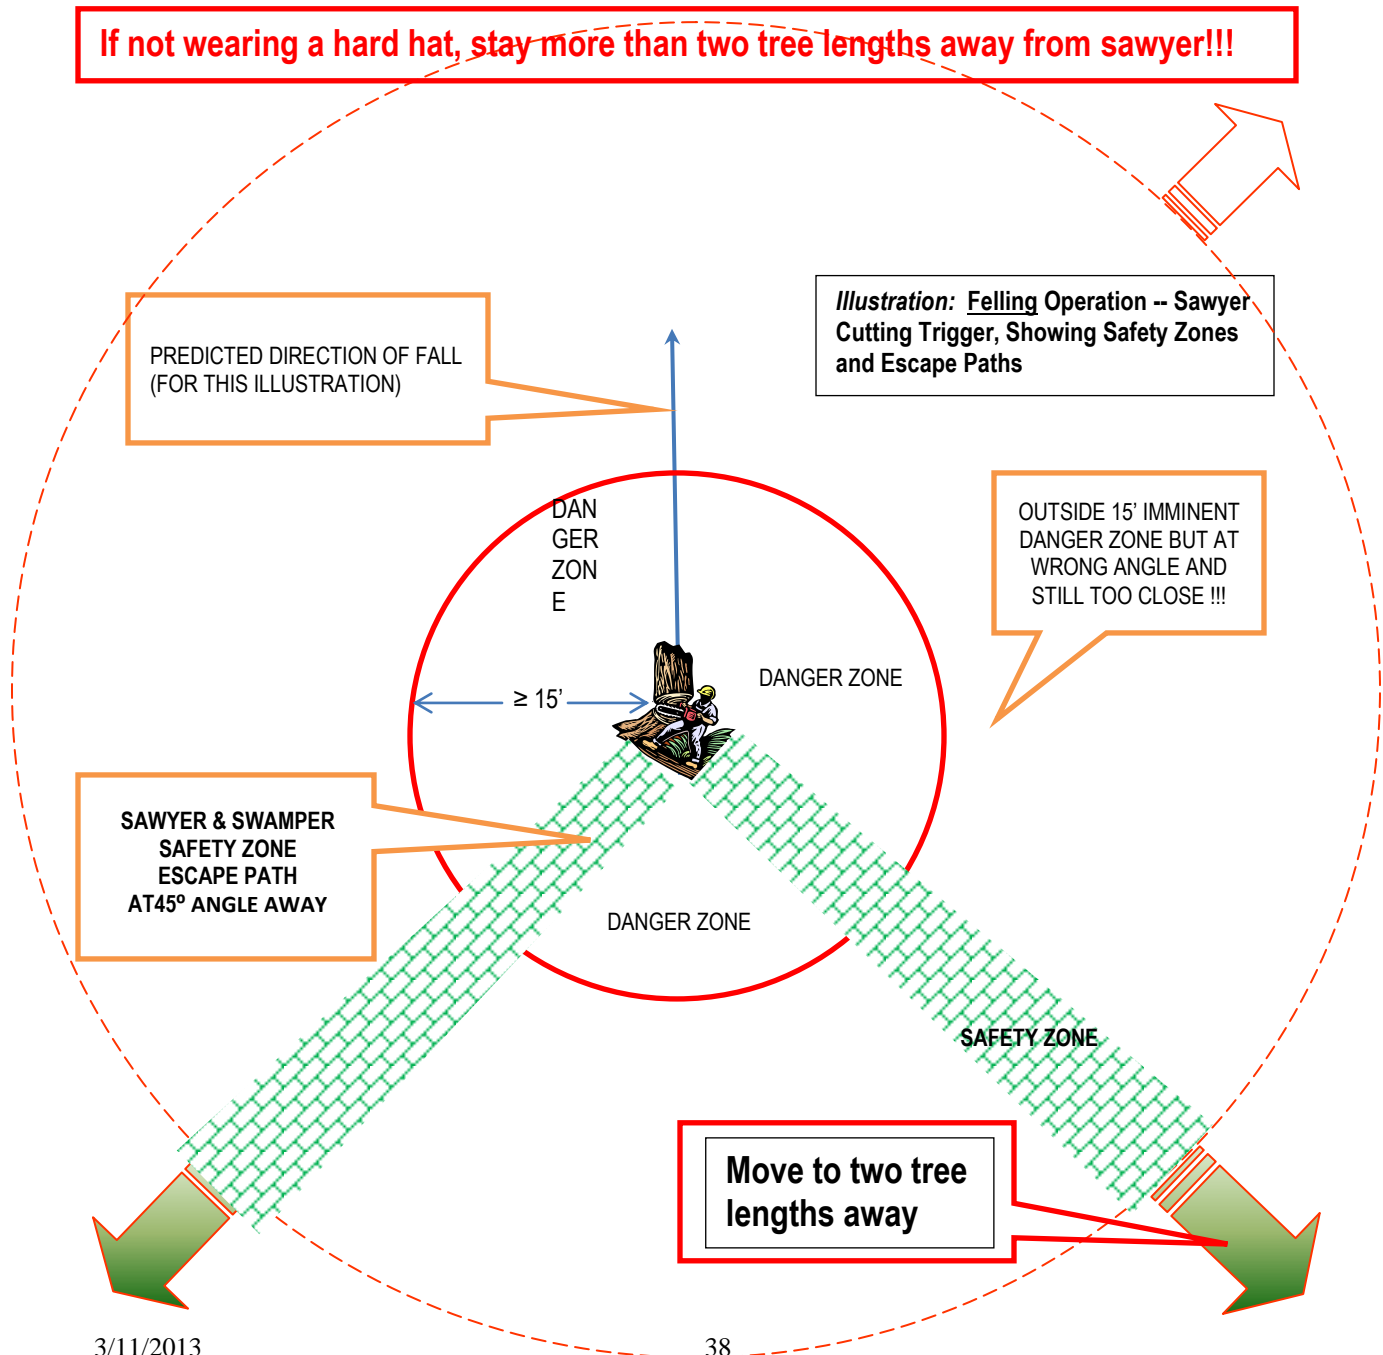 If not wearing a hard hat, stay more than two tree lengths away from sawyer!!!
Illustration: Felling Operation -- Sawyer
Cutting Trigger, Showing Safety Zones
and Escape Paths
PREDICTED DIRECTION OF FALL
(FOR THIS ILLUSTRATION)
OUTSIDE 15’ IMMINENT
DANGER ZONE BUT AT
WRONG ANGLE AND
STILL TOO CLOSE !!!
DAN
GER
ZON
E
DANGER ZONE
≥ 15’
SAWYER & SWAMPER
SAFETY ZONE
ESCAPE PATH
AT45º ANGLE AWAY
DANGER ZONE
SAFETY ZONE
Move to two tree
lengths away
3/11/2013
38